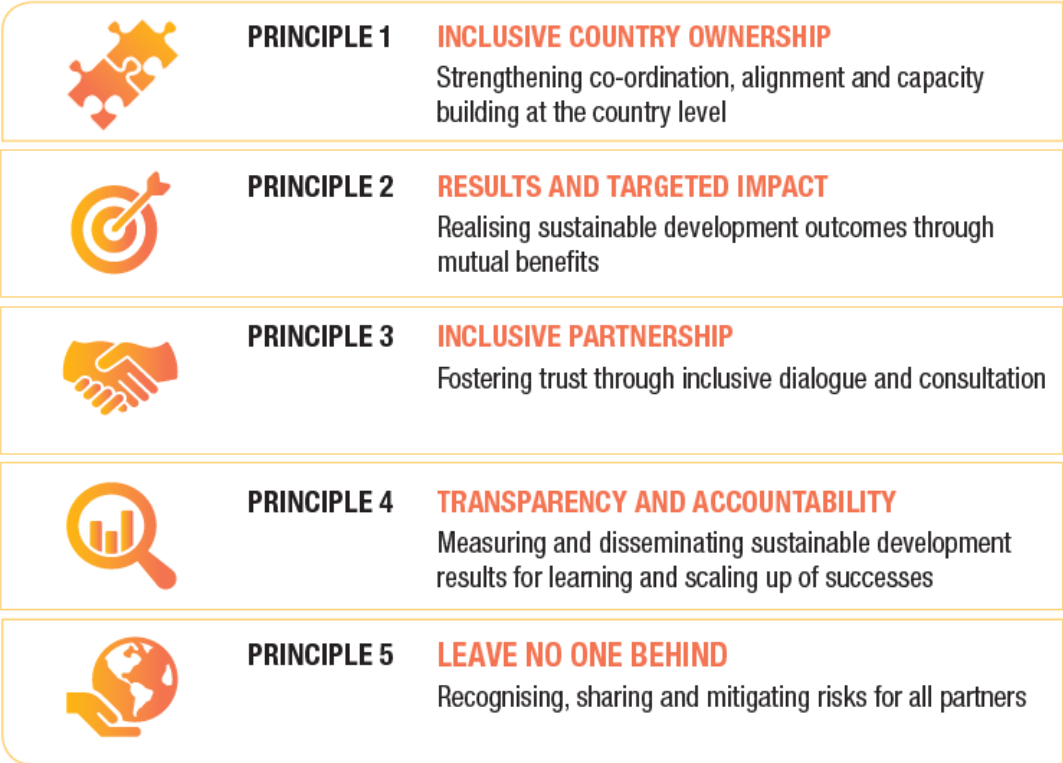 PRINCIPLE 1 INCLUSIVE COUNTRY OWNERSHIP
Strengthening co-ordination, alignment and capacity
building at the country level
PRINCIPLE 2 RESULTS AND TARGETED IMPACT
Realising sustainable development outcomes through
mutual benefits
PRINCIPLE 3 INCLUSIVE PARTNERSHIP
Fostering trust through inclusive dialogue and consultation
PRINCIPLE 4 TRANSPARENCY AND ACCOUNTABILITY
Measuring and disseminating sustainable development
results for learning and scaling up of successes
PRINCIPLE 5 LEAVE NO ONE BEHIND
Recognising, sharing and mitigating risks for all partners